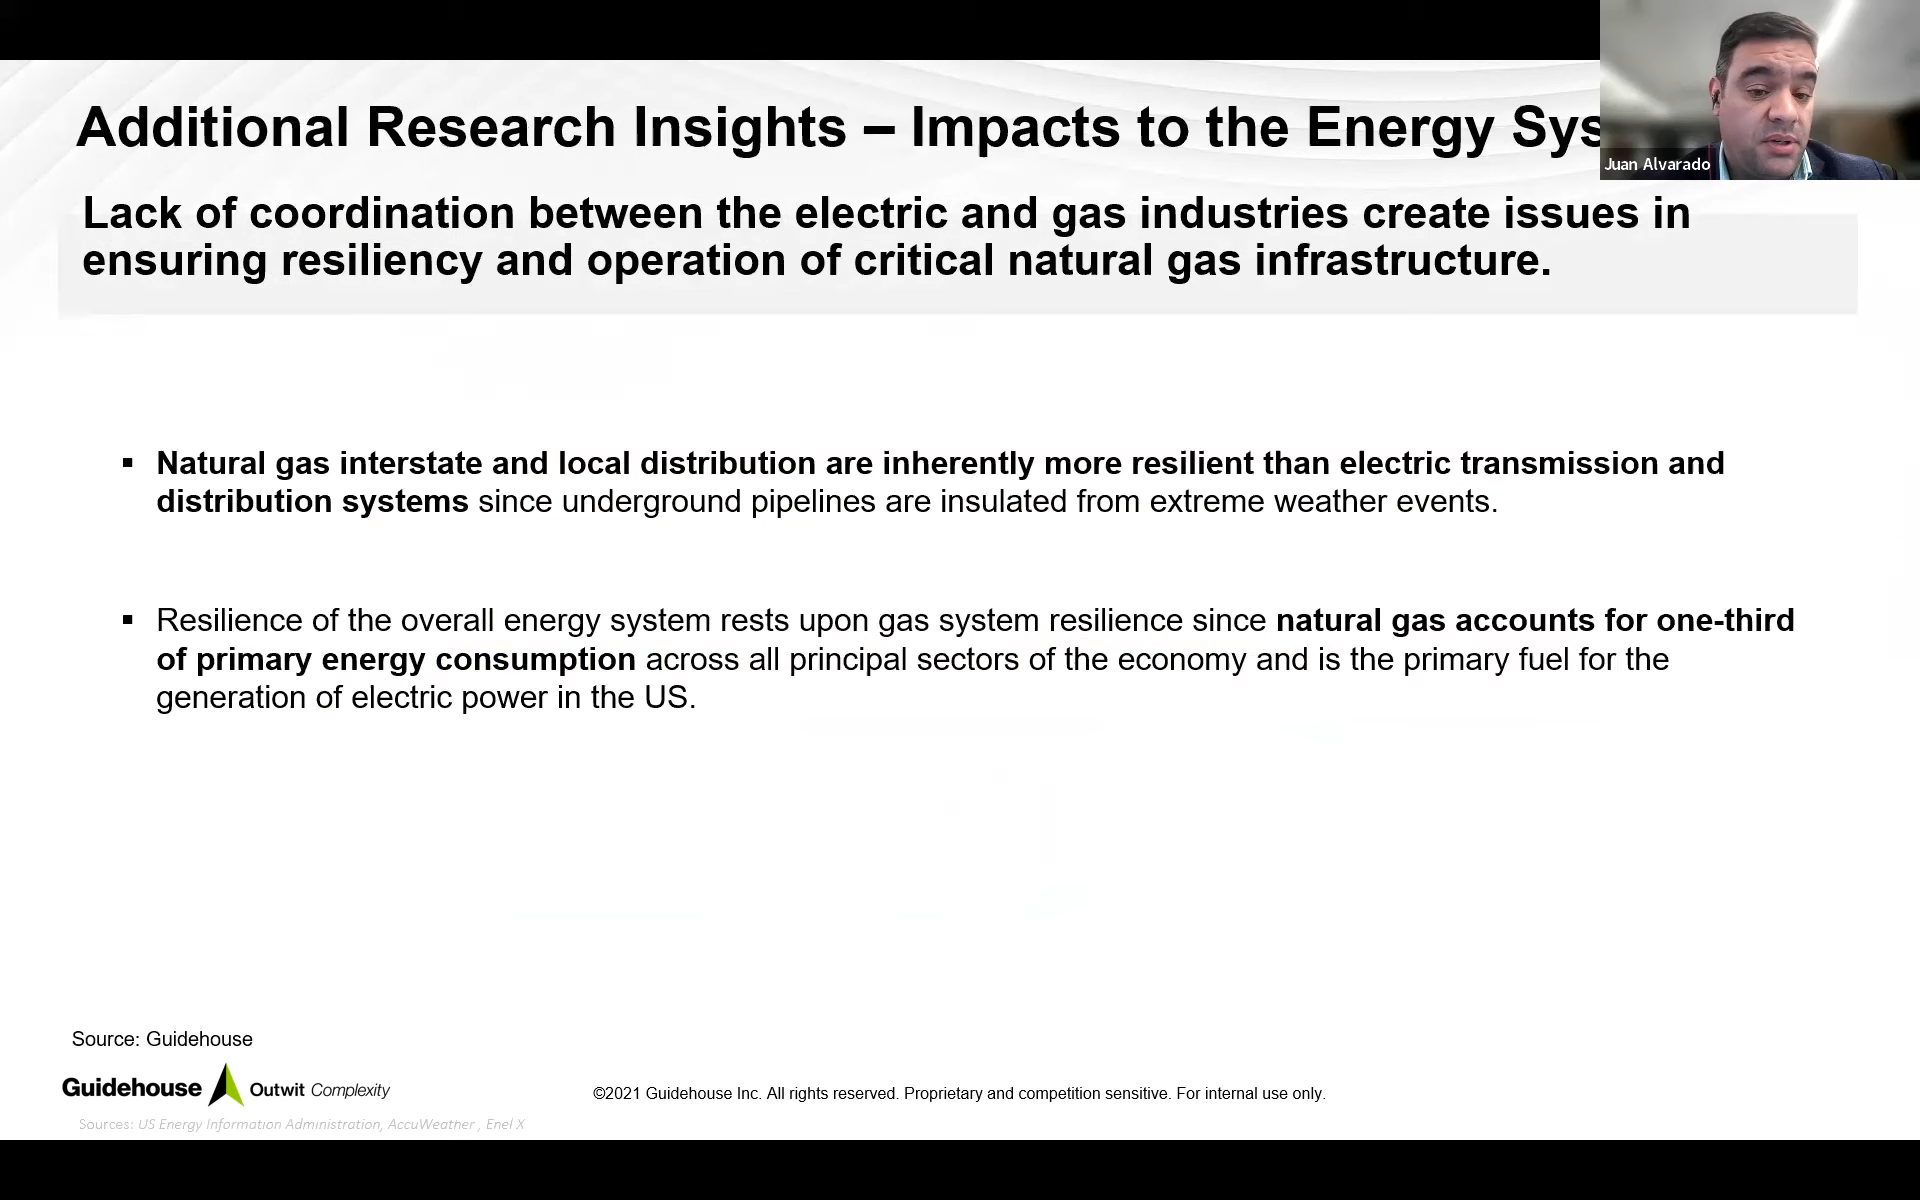 Additional Research Insights – Impacts to the Energy Sys
Juan Alvarado
Lack of coordination between the electric and gas industries create issues in
ensuring resiliency and operation of critical natural gas infrastructure.
▪ Natural gas interstate and local distribution are inherently more resilient than electric transmission and
distribution systems since underground pipelines are insulated from extreme weather events.
▪ Resilience of the overall energy system rests upon gas system resilience since natural gas accounts for one-third
of primary energy consumption across all principal sectors of the economy and is the primary fuel for the
generation of electric power in the US.
Source: Guidehouse
Guidehouse Outwit Complexity
©2021 Guidehouse Inc. All rights reserved. Proprietary and competition sensitive. For internal use only.
Sources: US Energy Information Administration, AccuWeather , Enel X